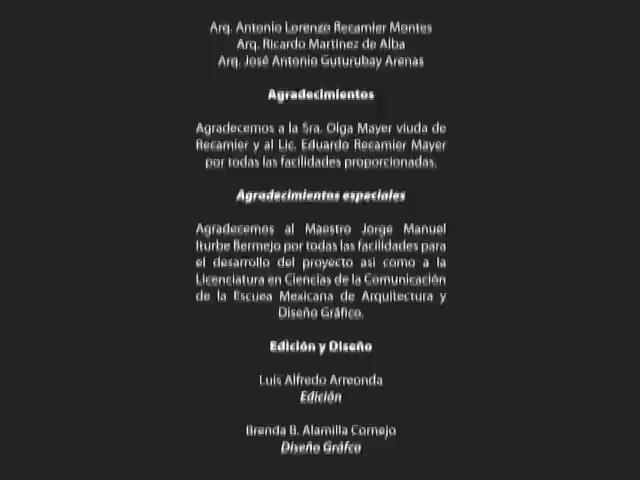 Arq. Antonio Lorenzo Recamier Montes
Arq. Ricardo Martínez de Alba
Arq. José Antonio Guturubay Arenas
Agradecimientos
Agradecemos a la Sra. Olga Mayer viuda de
Recamier y al Lic. Eduardo Recamier Mayer
por todas las facilidades proporcionadas.
Agradecimientos especiales
Agradecemos al Maestro Jorge Manuel
Iturbe Bermejo por todas las facilidades para
el desarrollo del proyecto así como a la
Licenciatura en Ciencias de la Comunicación
de la Escuea Mexicana de Arquitectura y
Diseño Gráfico.
Edición y Diseño
Luis Alfredo Arreonda
Edición
Brenda B. Alamilla Cornejo
Diseño Gráfco